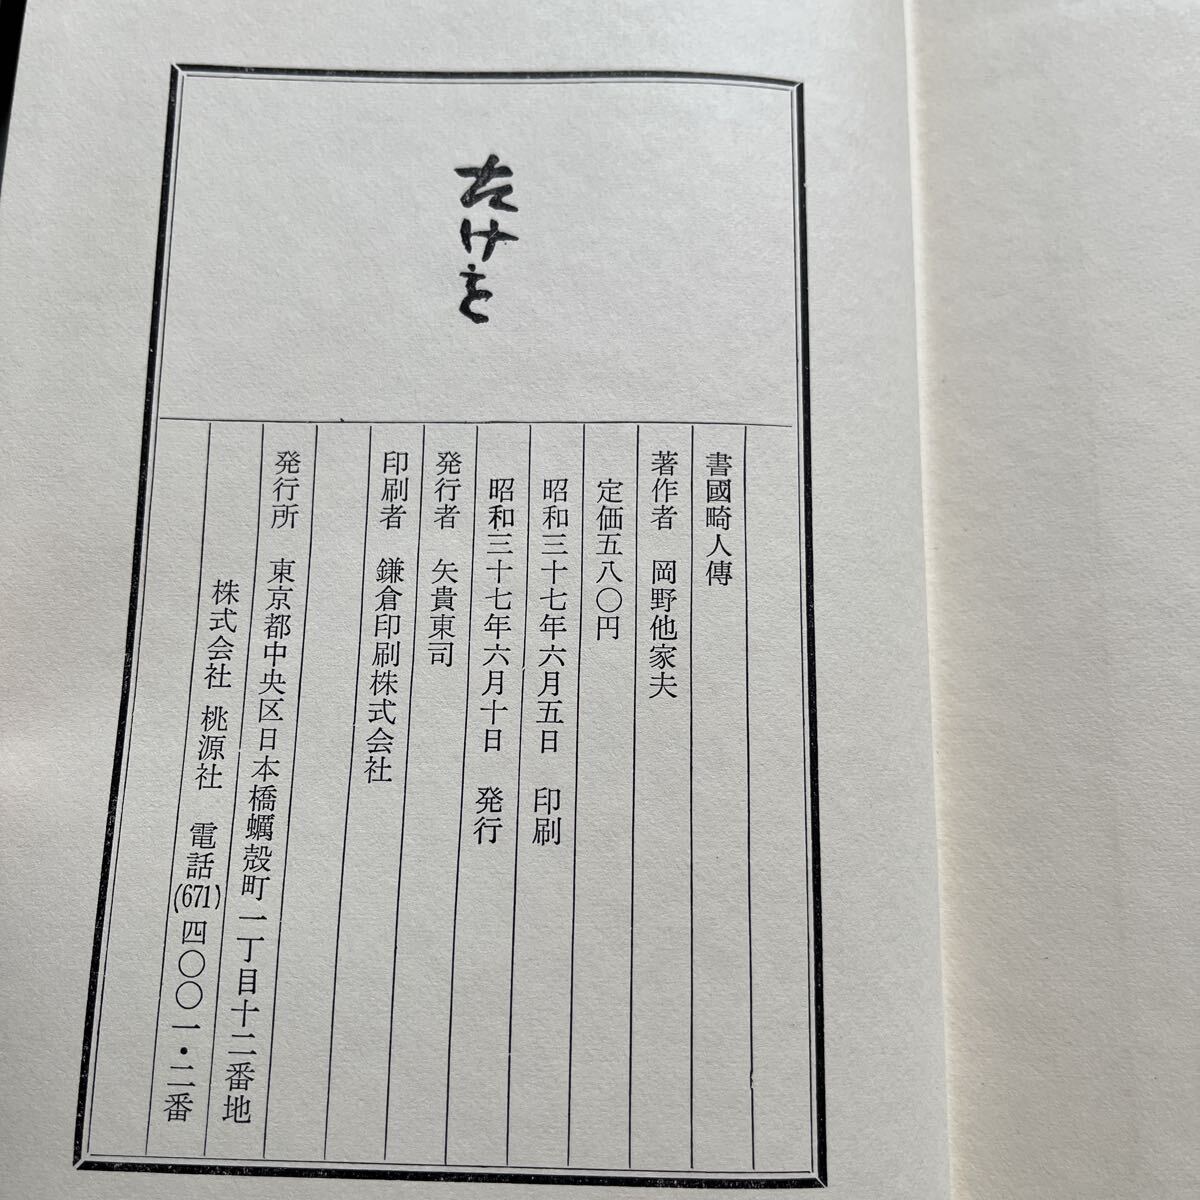 たけを
書國畸人傳
著作者　岡野他家夫
定価五八〇円
昭和三十七年六月五日　印刷
昭和三十七年六月十日　発行
発行者　矢貴東司
印刷者　鎌倉印刷株式会社
発行所　東京都中央区日本橋蠣殻町一丁目十二番地
株式会社　桃源社　電話(671)四〇〇一・二番